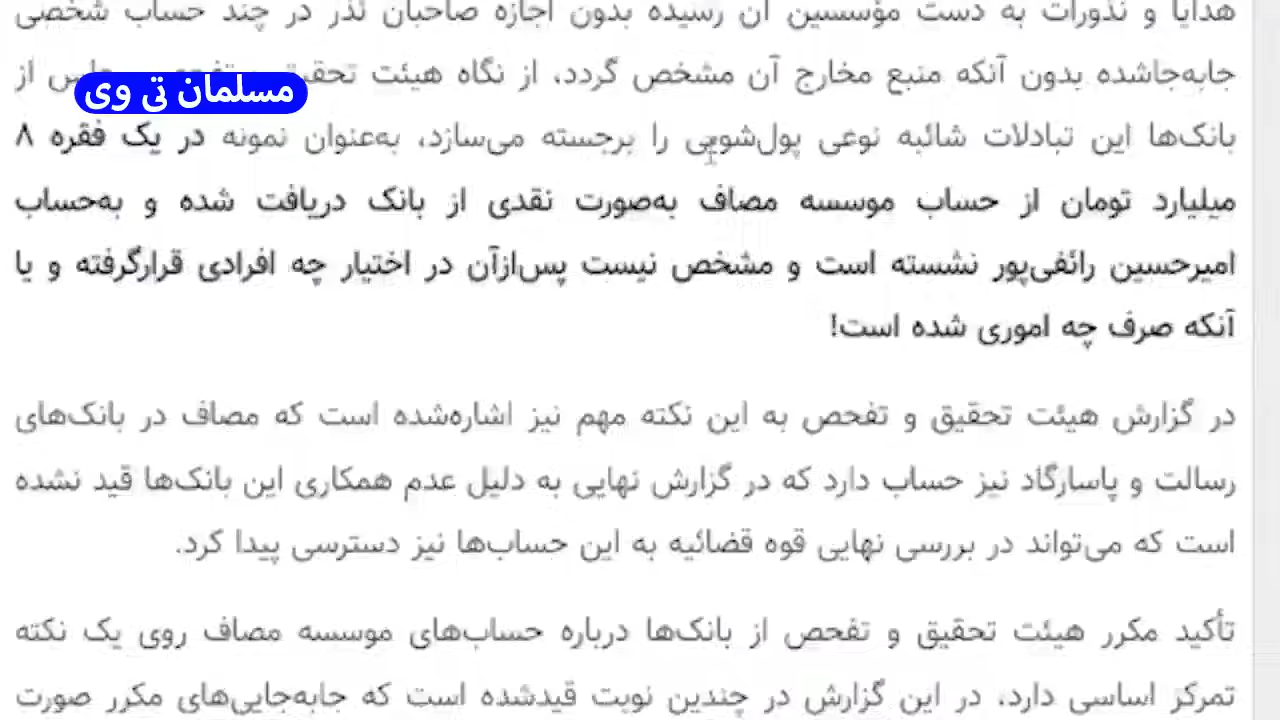 هدایا و نذورات به دست مؤسسین آن رسیده بدون اجازه صاحبان نذر در چند حساب شخصی
جابه‌جاشده بدون آنکه منبع مخارج آن مشخص گردد، از نگاه هیئت تحقیق از
مسلمان تی وی
بانک‌ها این تبادلات شائبه نوعی پول‌شویی را برجسته می‌سازد، به‌عنوان نمونه در یک فقره ۸
میلیارد تومان از حساب موسسه مصاف به‌صورت نقدی از بانک دریافت شده و به‌حساب
امیرحسین رائفی‌پور نشسته است و مشخص نیست پس‌ازآن در اختیار چه افرادی قرارگرفته و یا
آنکه صرف چه اموری شده است!
در گزارش هیئت تحقیق و تفحص به این نکته مهم نیز اشاره‌شده است که مصاف در بانک‌های
رسالت و پاسارگاد نیز حساب دارد که در گزارش نهایی به دلیل عدم همکاری این بانک‌ها قید نشده
است که می‌تواند در بررسی نهایی قوه قضائیه به این حساب‌ها نیز دسترسی پیدا کرد.
تأکید مکرر هیئت تحقیق و تفحص از بانک‌ها درباره حساب‌های موسسه مصاف روی یک نکته
تمرکز اساسی دارد، در این گزارش در چندین نوبت قیدشده است که جابه‌جایی‌های مکرر صورت